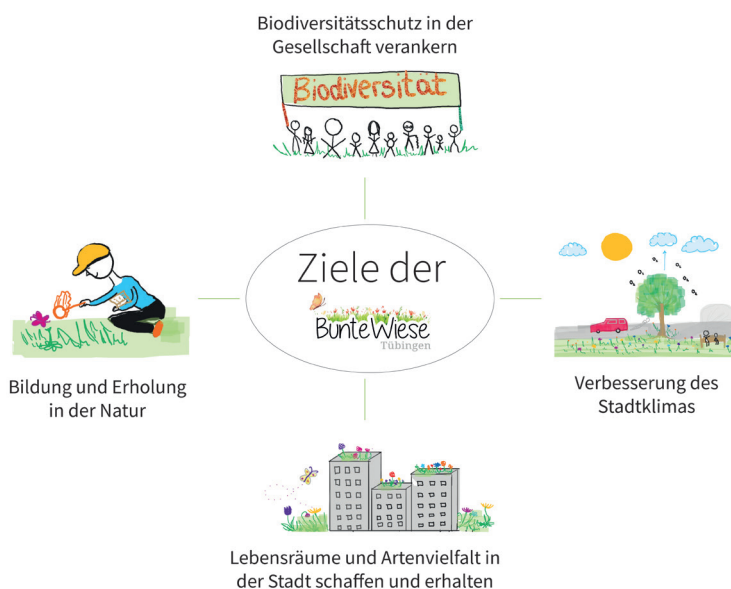 Biodiversitätsschutz in der
Gesellschaft verankern
Biodiversität
Ziele der
BunteWiese
Tübingen
Bildung und Erholung
in der Natur
Verbesserung des
Stadtklimas
Lebensräume und Artenvielfalt in
der Stadt schaffen und erhalten